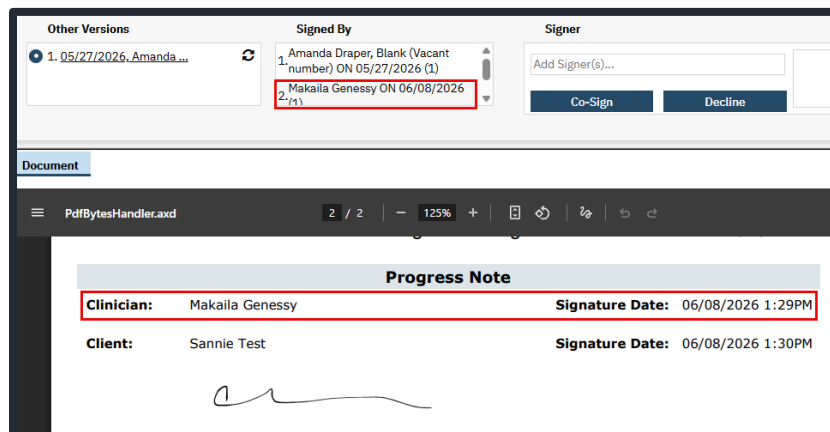 Other Versions
Signed By
Signer
1. 05/27/2026, Amanda ...
1. Amanda Draper, Blank (Vacant
number) ON 05/27/2026 (1)
2. Makaila Genessy ON 06/08/2026
(1)
Add Signer(s)...
Co-Sign
Decline
Document
PdfBytesHandler.axd
2 / 2
125%
Progress Note
Clinician: Makaila Genessy Signature Date: 06/08/2026 1:29PM
Client: Sannie Test Signature Date: 06/08/2026 1:30PM